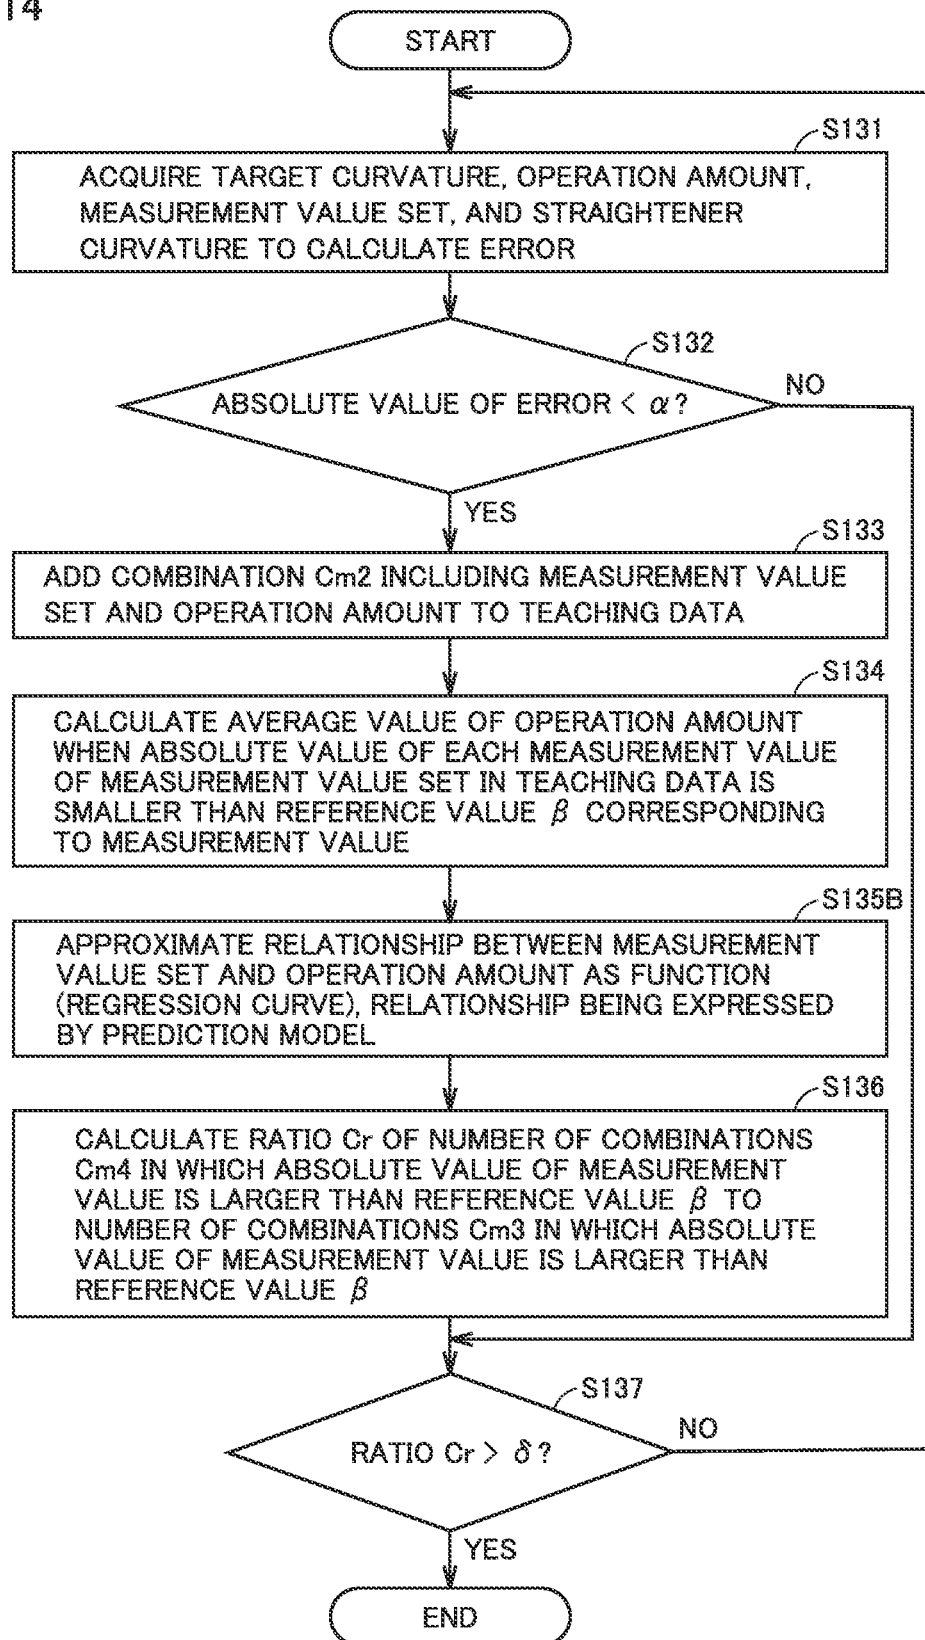 14
START
S131
ACQUIRE TARGET CURVATURE, OPERATION AMOUNT,
MEASUREMENT VALUE SET, AND STRAIGHTENER
CURVATURE TO CALCULATE ERROR
S132
ABSOLUTE VALUE OF ERROR < α?
NO
YES
S133
ADD COMBINATION Cm2 INCLUDING MEASUREMENT VALUE
SET AND OPERATION AMOUNT TO TEACHING DATA
S134
CALCULATE AVERAGE VALUE OF OPERATION AMOUNT
WHEN ABSOLUTE VALUE OF EACH MEASUREMENT VALUE
OF MEASUREMENT VALUE SET IN TEACHING DATA IS
SMALLER THAN REFERENCE VALUE β CORRESPONDING
TO MEASUREMENT VALUE
S135B
APPROXIMATE RELATIONSHIP BETWEEN MEASUREMENT
VALUE SET AND OPERATION AMOUNT AS FUNCTION
(REGRESSION CURVE), RELATIONSHIP BEING EXPRESSED
BY PREDICTION MODEL
S136
CALCULATE RATIO Cr OF NUMBER OF COMBINATIONS
Cm4 IN WHICH ABSOLUTE VALUE OF MEASUREMENT
VALUE IS LARGER THAN REFERENCE VALUE β TO
NUMBER OF COMBINATIONS Cm3 IN WHICH ABSOLUTE
VALUE OF MEASUREMENT VALUE IS LARGER THAN
REFERENCE VALUE β
S137
RATIO Cr > δ?
NO
YES
END